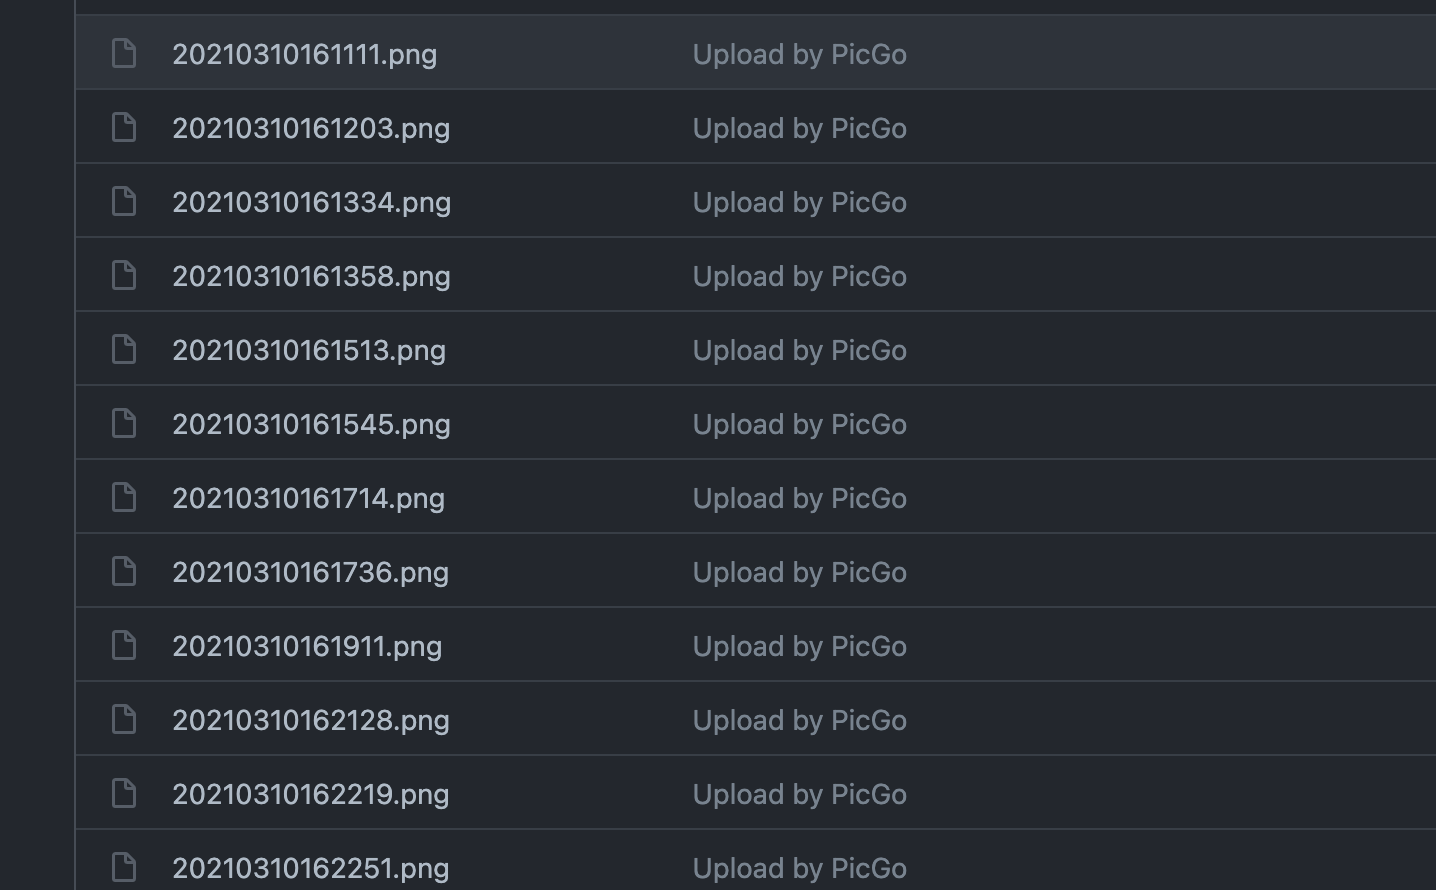 20210310161111.png Upload by PicGo
20210310161203.png Upload by PicGo
20210310161334.png Upload by PicGo
20210310161358.png Upload by PicGo
20210310161513.png Upload by PicGo
20210310161545.png Upload by PicGo
20210310161714.png Upload by PicGo
20210310161736.png Upload by PicGo
20210310161911.png Upload by PicGo
20210310162128.png Upload by PicGo
20210310162219.png Upload by PicGo
20210310162251.png Upload by PicGo